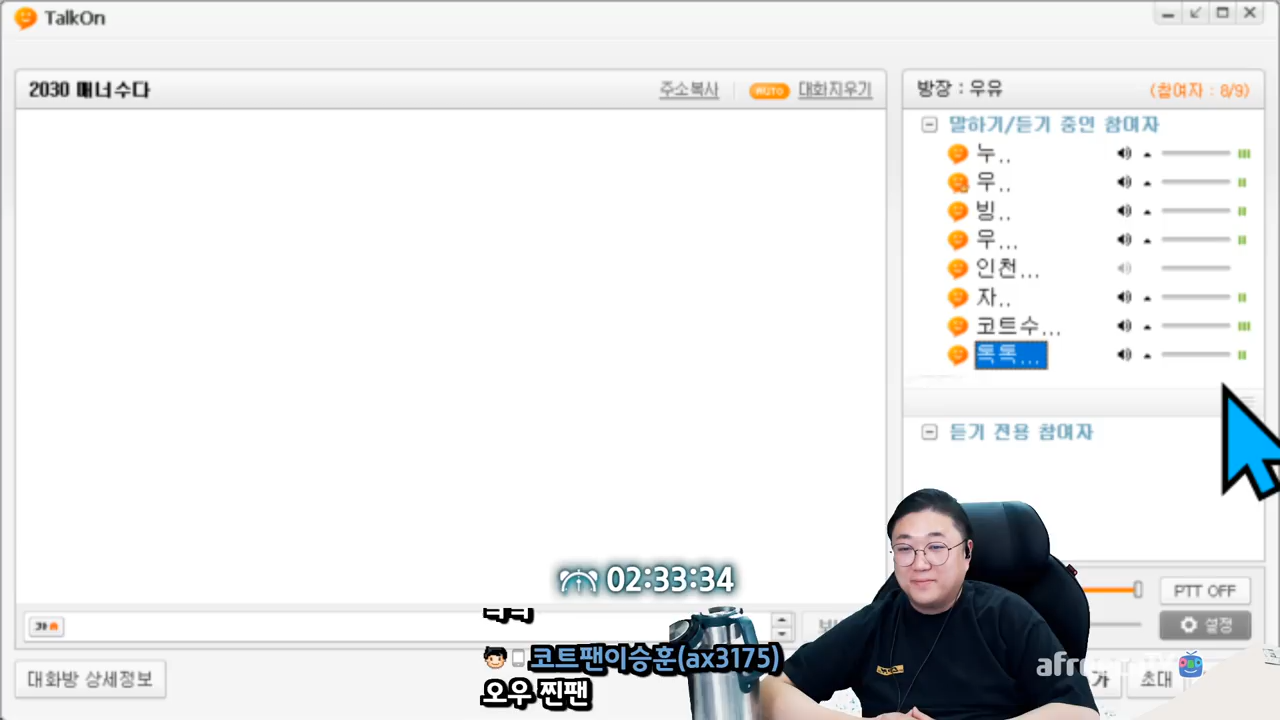 TalkOn
2030 매너수다
주소복사
AUTO
대화지우기
방장 : 우유
(참여자 : 8/9)
말하기/듣기 중인 참여자
누..
우..
빙..
우...
인천...
자..
코트수...
톡톡...
듣기 전용 참여자
02:33:34
PTT OFF
설정
코트팬이승훈(ax3175)
오우 찐팬
대화방 상세정보
초대